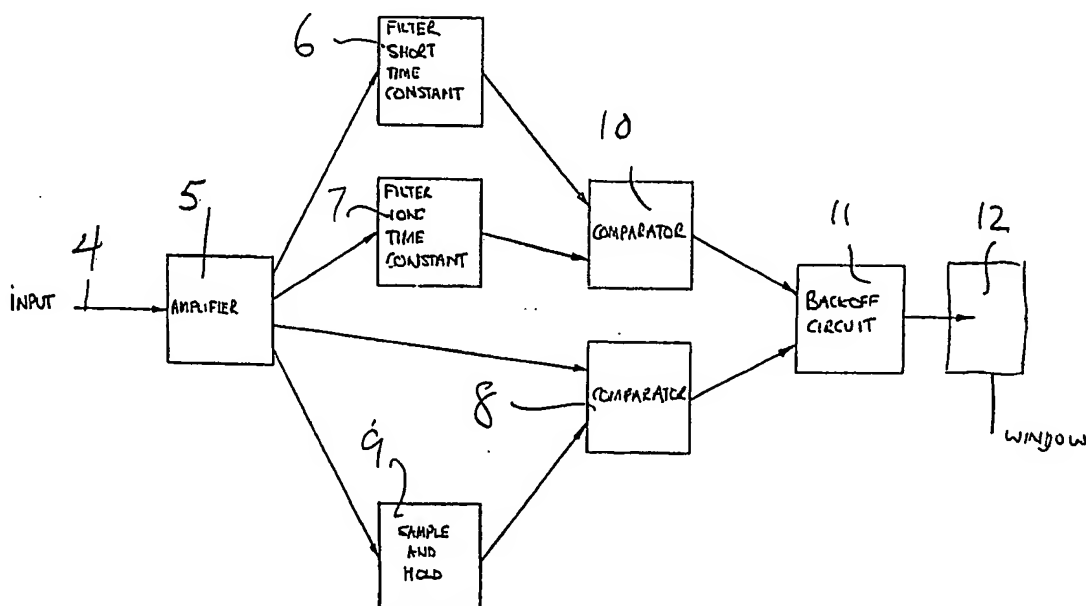 6
FILTER
SHORT
TIME
CONSTANT
10
5
7
FILTER
LONG
TIME
CONSTANT
COMPARATOR
11
12
4
INPUT
AMPLIFIER
BACKOFF
CIRCUIT
8
COMPARATOR
9
WINDOW
SAMPLE
AND
HOLD